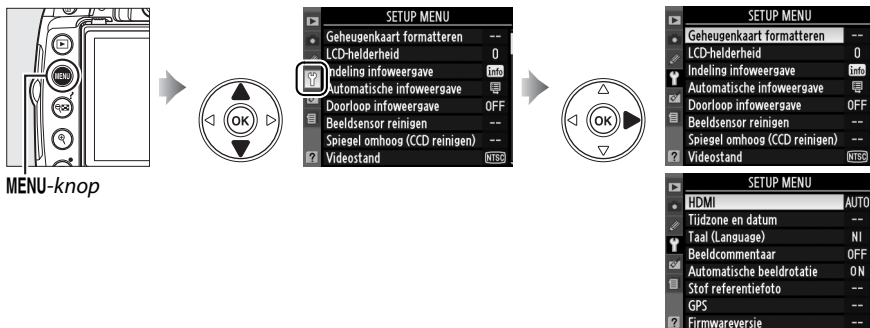 MENU
OK
SETUP MENU
Geheugenkaart formatteren --
LCD-helderheid 0
Indeling infoweergave info
Automatische infoweergave
Doorloop infoweergave OFF
Beeldsensor reinigen --
Spiegel omhoog (CCD reinigen) --
? Videostand NTSC
OK
SETUP MENU
Geheugenkaart formatteren --
LCD-helderheid 0
Indeling infoweergave info
Automatische infoweergave
Doorloop infoweergave OFF
Beeldsensor reinigen --
Spiegel omhoog (CCD reinigen) --
? Videostand NTSC
MENU-knop
SETUP MENU
HDMI AUTO
Tijdzone en datum --
Taal (Language) Nl
Beeldcommentaar OFF
Automatische beeldrotatie ON
Stof referentiefoto --
GPS --
? Firmwareversie --